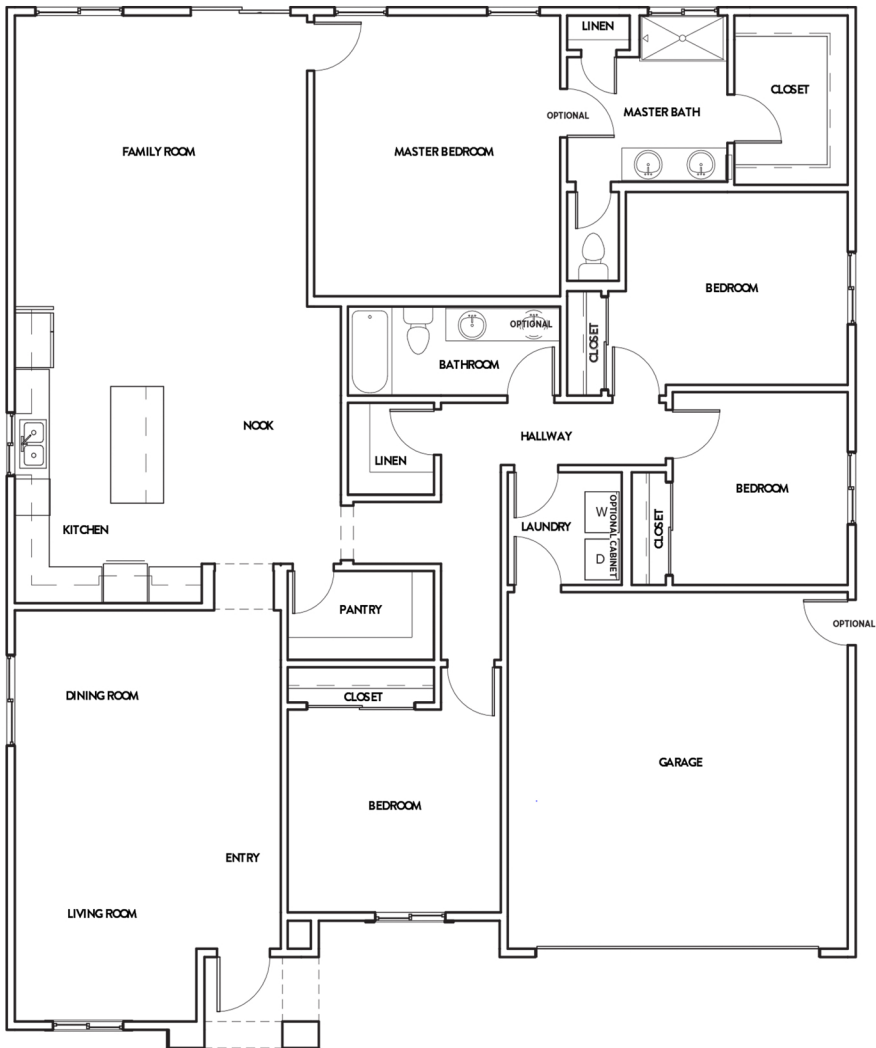 LINEN
CLOSET
OPTIONAL
MASTER BATH
FAMILY ROOM
MASTER BEDROOM
BEDROOM
OPTIONAL
CLOSET
BATHROOM
NOOK
HALLWAY
LINEN
BEDROOM
KITCHEN
LAUNDRY
W
D
OPTIONAL CABINET
CLOSET
PANTRY
OPTIONAL
DINING ROOM
CLOSET
GARAGE
BEDROOM
ENTRY
LIVING ROOM